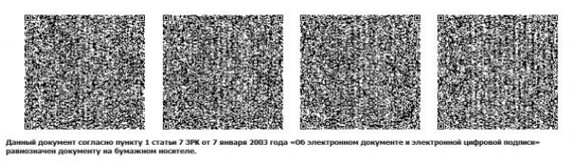 Данный документ согласно пункту 1 статьи 7 ЗРК от 7 января 2003 года «Об электронном документе и электронной цифровой подписи»
равнозначен документу на бумажном носителе.